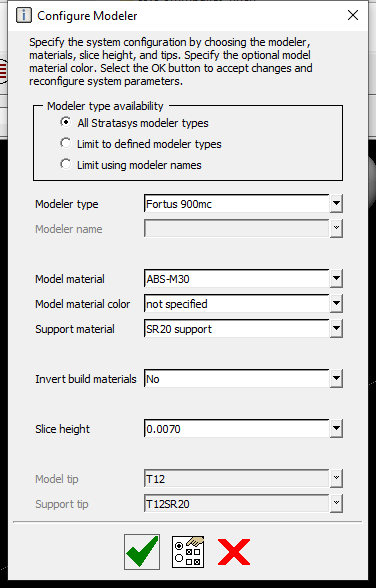 Configure Modeler
Specify the system configuration by choosing the modeler,
materials, slice height, and tips. Specify the optional model
material color. Select the OK button to accept changes and
reconfigure system parameters.
Modeler type availability
All Stratasys modeler types
Limit to defined modeler types
Limit using modeler names
Modeler type Fortus 900mc
Modeler name
Model material ABS-M30
Model material color not specified
Support material SR20 support
Invert build materials No
Slice height 0.0070
Model tip T12
Support tip T12SR20